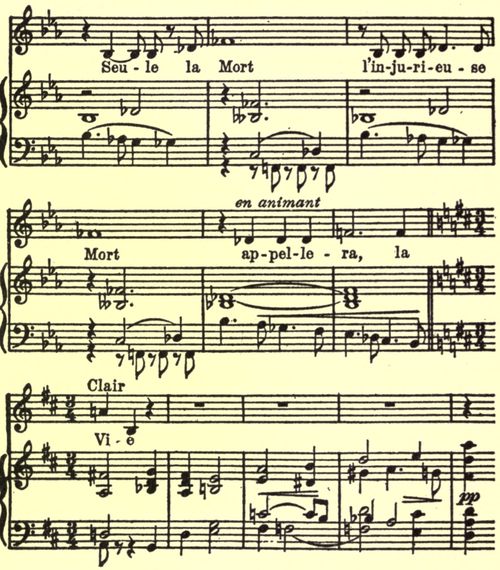 Seu - le la Mort l'in-ju-ri-eu-se
en animant
Mort ap-pel-le - ra, la
Clair
Vi - e
pp